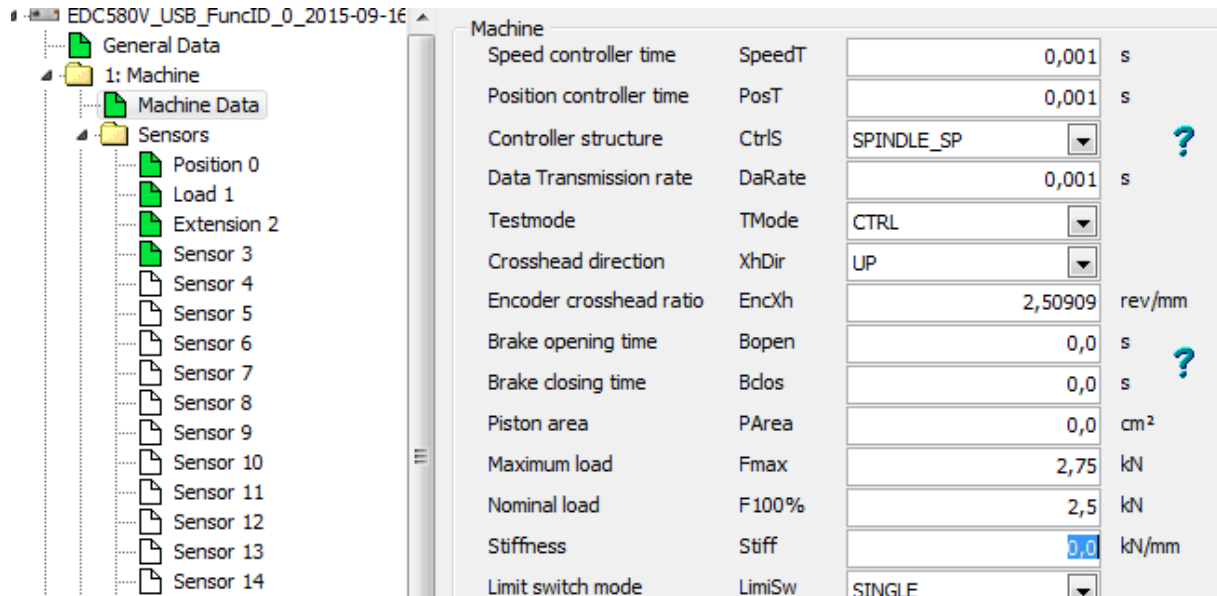 EDC580V_USB_FuncID_0_2015-09-16
General Data
1: Machine
Machine Data
Sensors
Position 0
Load 1
Extension 2
Sensor 3
Sensor 4
Sensor 5
Sensor 6
Sensor 7
Sensor 8
Sensor 9
Sensor 10
Sensor 11
Sensor 12
Sensor 13
Sensor 14
Machine
Speed controller time SpeedT 0,001 s
Position controller time PosT 0,001 s
Controller structure CtrlS SPINDLE_SP ?
Data Transmission rate DaRate 0,001 s
Testmode TMode CTRL
Crosshead direction XhDir UP
Encoder crosshead ratio EncXh 2,50909 rev/mm
Brake opening time Bopen 0,0 s
?
Brake closing time Bclos 0,0 s
Piston area PArea 0,0 cm²
Maximum load Fmax 2,75 kN
Nominal load F100% 2,5 kN
Stiffness Stiff 0,0 kN/mm
Limit switch mode LimiSw SINGLE